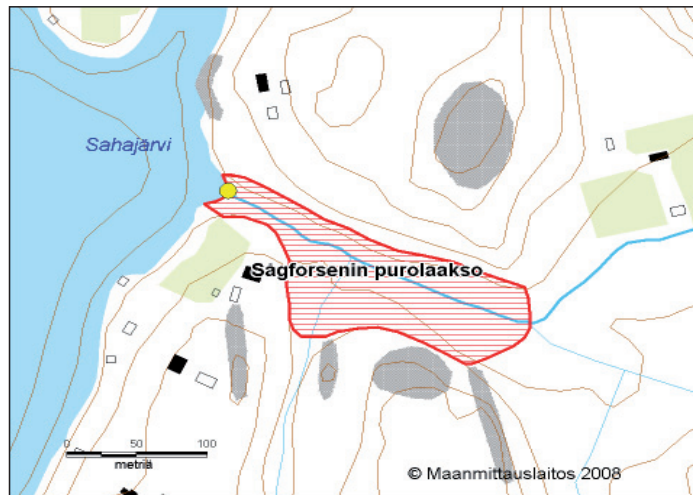 Sahajärvi
Sågforsenin purolaakso
0 50 100
metriä
© Maanmittauslaitos 2008